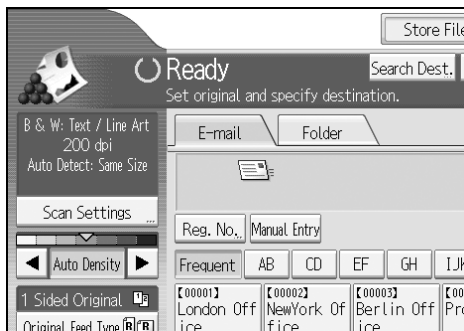 Store File
Ready
Search Dest.
Set original and specify destination.
B & W: Text / Line Art
200 dpi
Auto Detect: Same Size
E-mail
Folder
Scan Settings ...
Reg. No...
Manual Entry
Auto Density
Frequent
AB
CD
EF
GH
IJK
1 Sided Original
【00001】
London Off
ice
【00002】
NewYork Of
fice
【00003】
Berlin Off
ice
【00
Pro
Original Feed Type